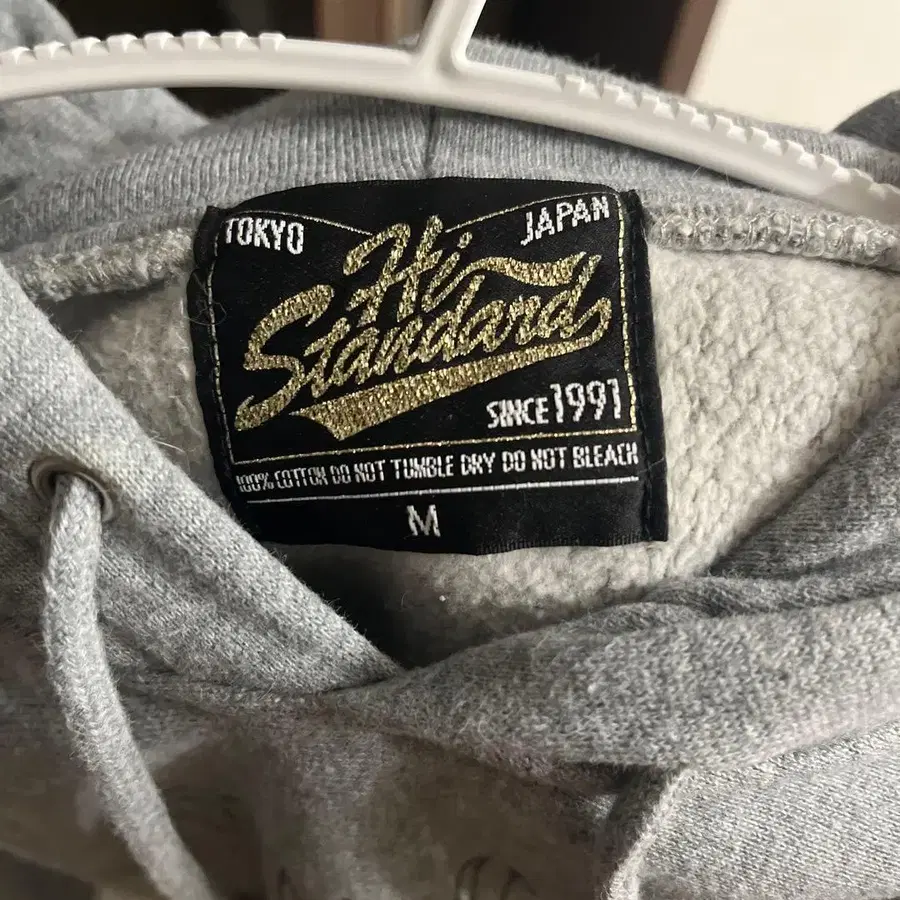 TOKYO
JAPAN
Hi
Standard
SINCE 1991
100% COTTON DO NOT TUMBLE DRY DO NOT BLEACH
M